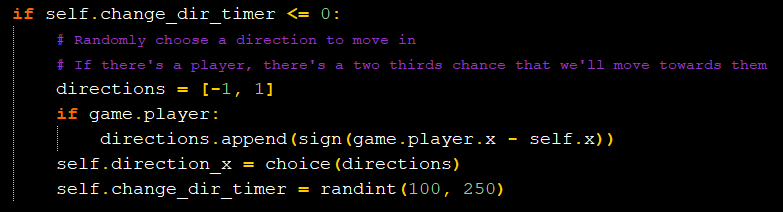 if self.change_dir_timer <= 0:
    # Randomly choose a direction to move in
    # If there's a player, there's a two thirds chance that we'll move towards them
    directions = [-1, 1]
    if game.player:
        directions.append(sign(game.player.x - self.x))
    self.direction_x = choice(directions)
    self.change_dir_timer = randint(100, 250)